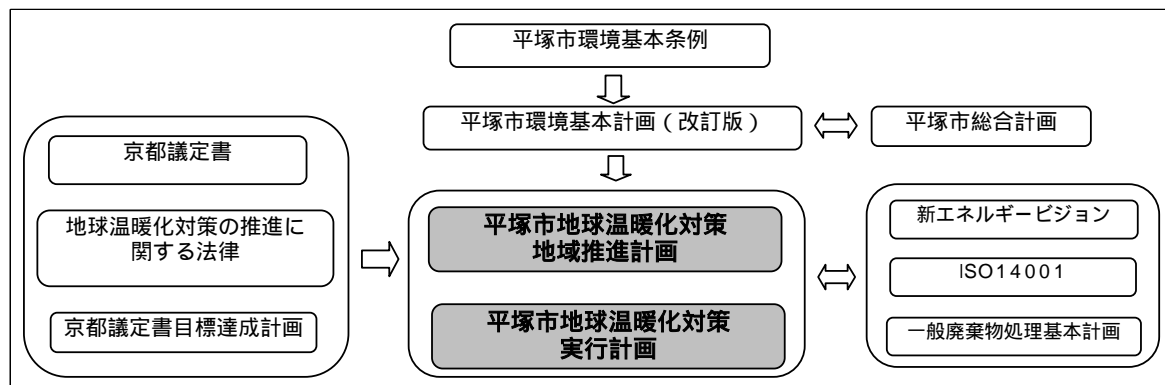 平塚市環境基本条例
平塚市環境基本計画(改訂版)
平塚市総合計画
京都議定書
地球温暖化対策の推進に
関する法律
京都議定書目標達成計画
平塚市地球温暖化対策
地域推進計画
平塚市地球温暖化対策
実行計画
新エネルギービジョン
ISO14001
一般廃棄物処理基本計画